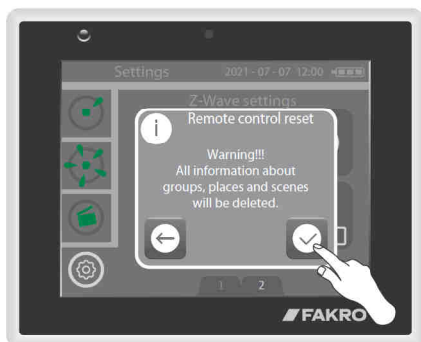 Settings 2021 - 07 - 07 12:00
Z-Wave settings
i Remote control reset
Warning!!!
All information about
groups, places and scenes
will be deleted.
1 2
FAKRO